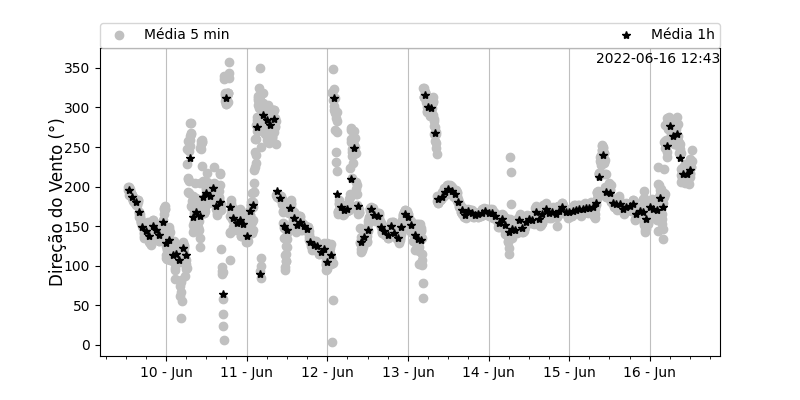 Média 5 min
Média 1h
2022-06-16 12:43
Direção do Vento (°)
350
300
250
200
150
100
50
0
10 - Jun
11 - Jun
12 - Jun
13 - Jun
14 - Jun
15 - Jun
16 - Jun